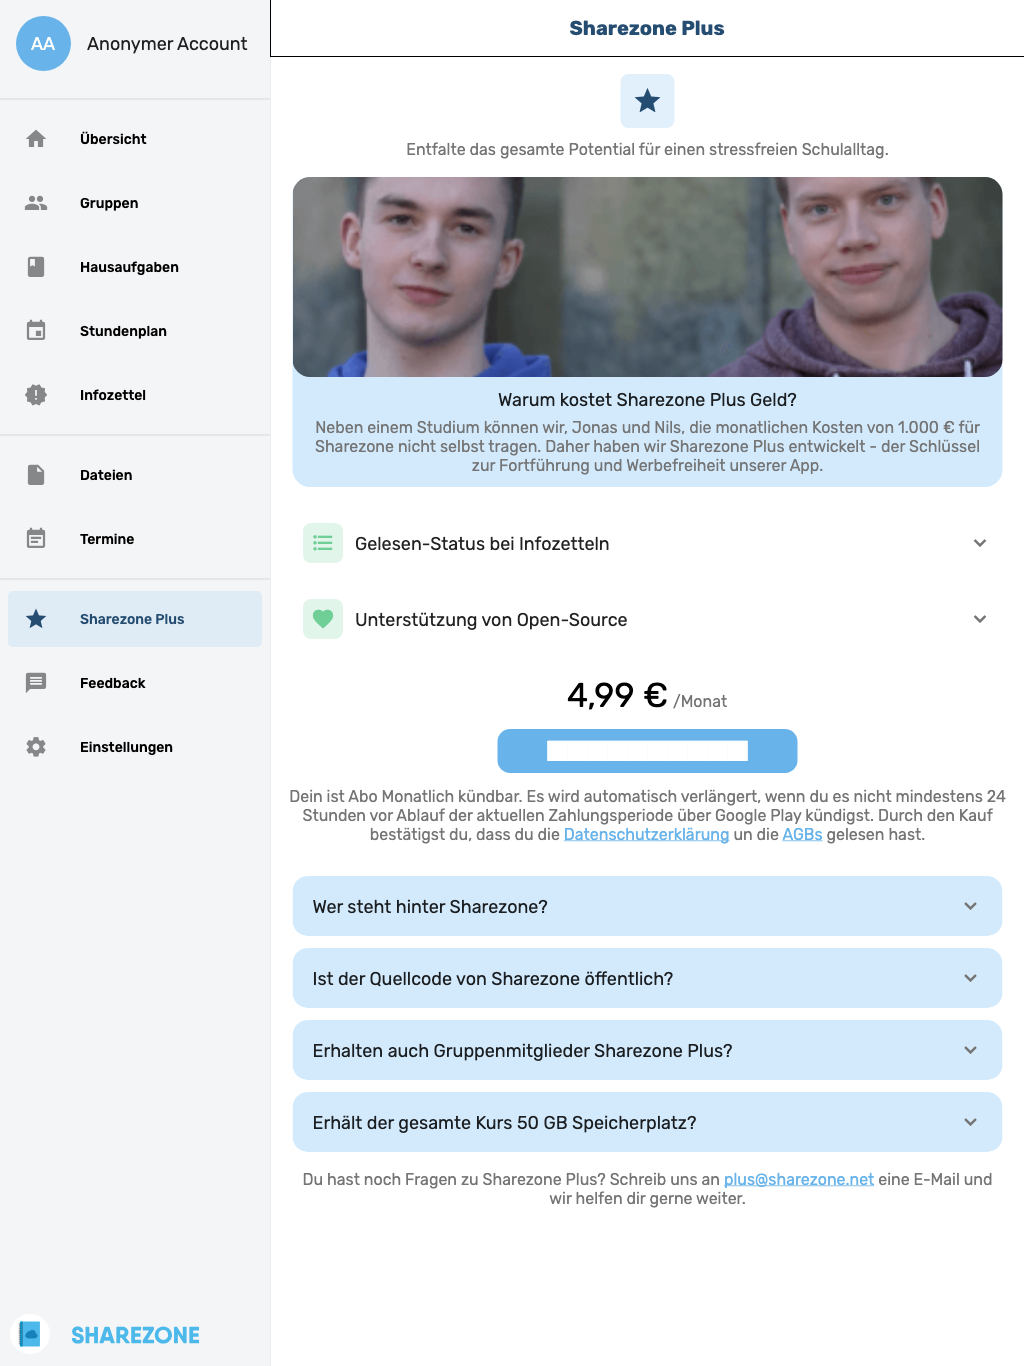 AA
Anonymer Account
Übersicht
Gruppen
Hausaufgaben
Stundenplan
Infozettel
Dateien
Termine
Sharezone Plus
Feedback
Einstellungen
SHAREZONE
Sharezone Plus
Entfalte das gesamte Potential für einen stressfreien Schulalltag.
Warum kostet Sharezone Plus Geld?
Neben einem Studium können wir, Jonas und Nils, die monatlichen Kosten von 1.000 € für
Sharezone nicht selbst tragen. Daher haben wir Sharezone Plus entwickelt - der Schlüssel
zur Fortführung und Werbefreiheit unserer App.
Gelesen-Status bei Infozetteln
Unterstützung von Open-Source
4,99 € /Monat
Dein ist Abo Monatlich kündbar. Es wird automatisch verlängert, wenn du es nicht mindestens 24
Stunden vor Ablauf der aktuellen Zahlungsperiode über Google Play kündigst. Durch den Kauf
bestätigst du, dass du die Datenschutzerklärung un die AGBs gelesen hast.
Wer steht hinter Sharezone?
Ist der Quellcode von Sharezone öffentlich?
Erhalten auch Gruppenmitglieder Sharezone Plus?
Erhält der gesamte Kurs 50 GB Speicherplatz?
Du hast noch Fragen zu Sharezone Plus? Schreib uns an plus@sharezone.net eine E-Mail und
wir helfen dir gerne weiter.